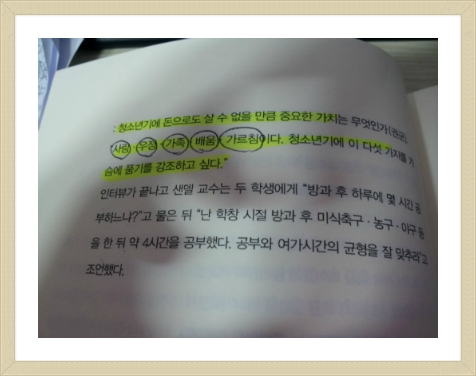 : 청소년기에 돈으로도 살 수 없을 만큼 중요한 가치는 무엇인가(권군).
사랑 · 우정 · 가족 · 배움 · 가르침이다. 청소년기에 이 다섯 가지를 가
슴에 품기를 강조하고 싶다."
인터뷰가 끝나고 샌델 교수는 두 학생에게 "방과 후 하루에 몇 시간 공
부하느냐?"고 물은 뒤 "난 학창 시절 방과 후 미식축구 · 농구 · 야구 등
을 한 뒤 약 4시간을 공부했다. 공부와 여가시간의 균형을 잘 맞추라"고
조언했다.